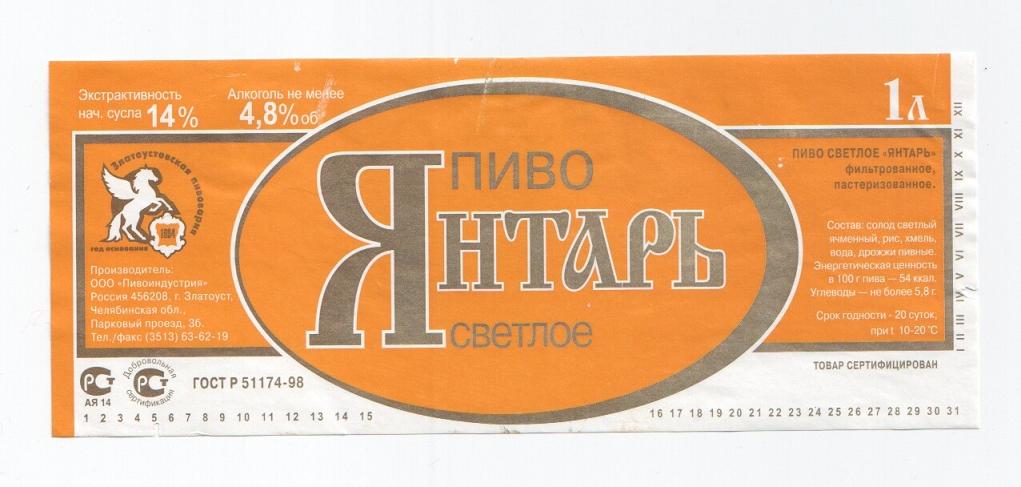 Экстрактивность
нач. сусла 14%
Алкоголь не менее
4,8% об
1л
Златоустовская пивоварня
1884
год основания
Производитель:
ООО «Пивоиндустрия»
Россия 456208, г. Златоуст,
Челябинская обл.,
Парковый проезд, 3б.
Тел./факс (3513) 63-62-19
ПИВО
ЯНТАРЬ
светлое
ПИВО СВЕТЛОЕ «ЯНТАРЬ»
фильтрованное,
пастеризованное.
Состав: солод светлый
ячменный, рис, хмель,
вода, дрожжи пивные.
Энергетическая ценность
в 100 г пива — 54 ккал.
Углеводы — не более 5,8 г.
Срок годности - 20 суток,
при t 10-20˚С
I II III IV V VI VII VIII IX X XI XII
ТОВАР СЕРТИФИЦИРОВАН
РСТ
АЯ 14
Добровольная
РСТ
сертификация
ГОСТ Р 51174-98
1 2 3 4 5 6 7 8 9 10 11 12 13 14 15
16 17 18 19 20 21 22 23 24 25 26 27 28 29 30 31